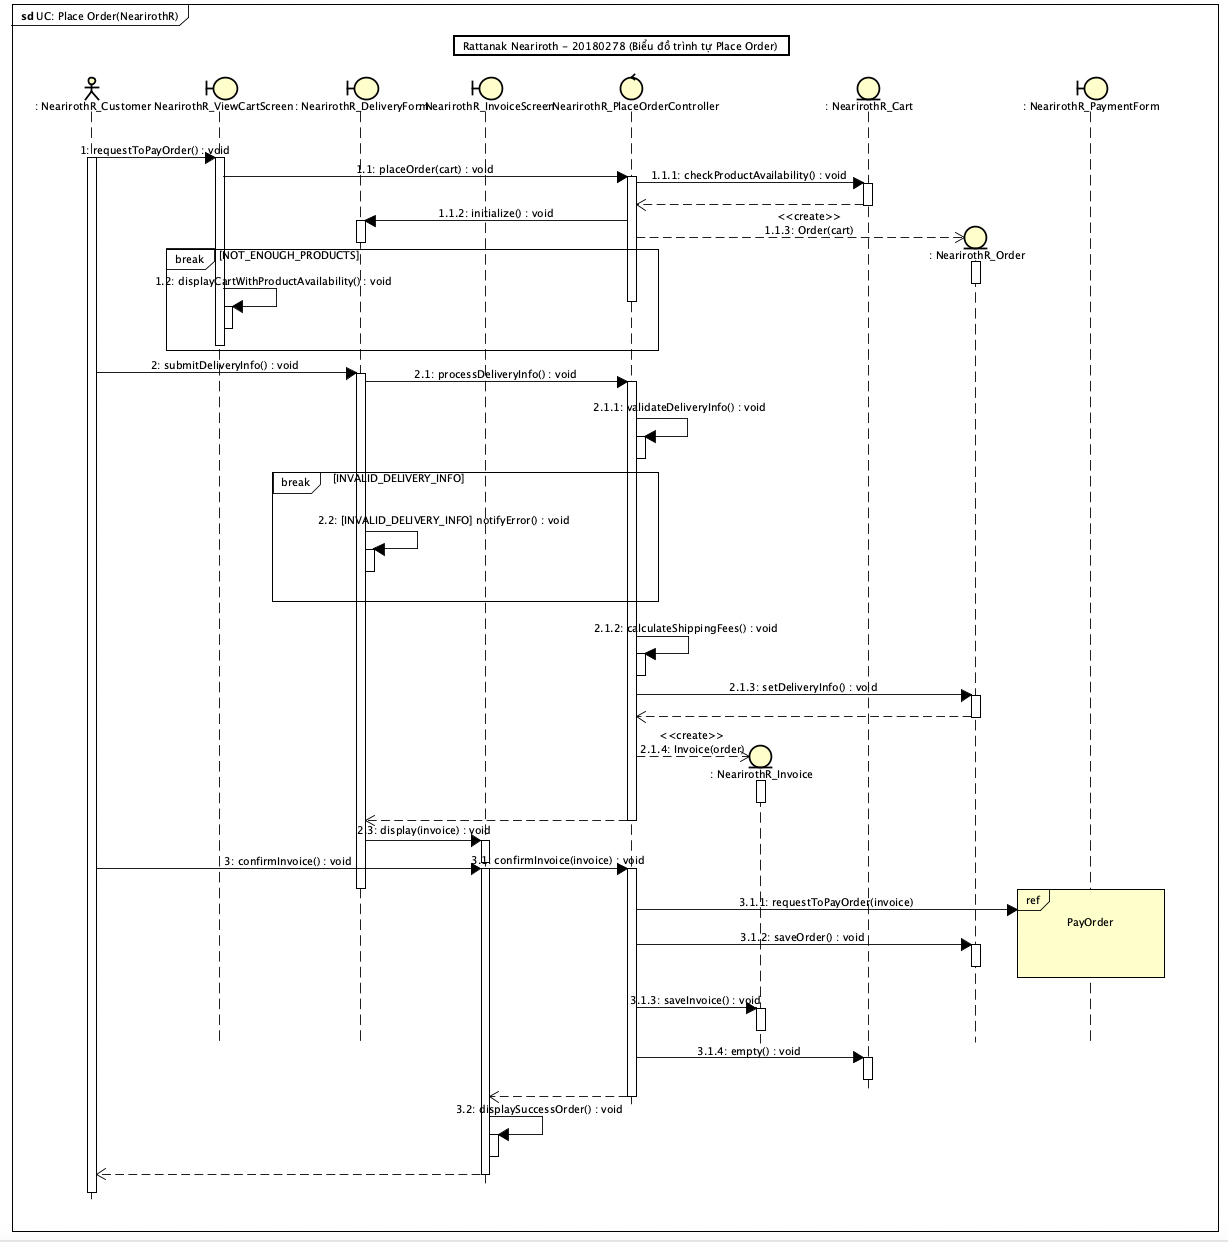 sd UC: Place Order(NearirothR)
Rattanak Neariroth - 20180278 (Biểu đồ trình tự Place Order)
: NearirothR_Customer
NearirothR_ViewCartScreen
: NearirothR_DeliveryForm
NearirothR_InvoiceScreen
NearirothR_PlaceOrderController
: NearirothR_Cart
: NearirothR_PaymentForm
1: requestToPayOrder() : void
1.1: placeOrder(cart) : void
1.1.1: checkProductAvailability() : void
1.1.2: initialize() : void
<<create>>
1.1.3: Order(cart)
: NearirothR_Order
break
[NOT_ENOUGH_PRODUCTS]
1.2: displayCartWithProductAvailability() : void
2: submitDeliveryInfo() : void
2.1: processDeliveryInfo() : void
2.1.1: validateDeliveryInfo() : void
break
[INVALID_DELIVERY_INFO]
2.2: [INVALID_DELIVERY_INFO] notifyError() : void
2.1.2: calculateShippingFees() : void
2.1.3: setDeliveryInfo() : void
<<create>>
2.1.4: Invoice(order)
: NearirothR_Invoice
2.3: display(invoice) : void
3: confirmInvoice() : void
3.1: confirmInvoice(invoice) : void
3.1.1: requestToPayOrder(invoice)
ref
PayOrder
3.1.2: saveOrder() : void
3.1.3: saveInvoice() : void
3.1.4: empty() : void
3.2: displaySuccessOrder() : void